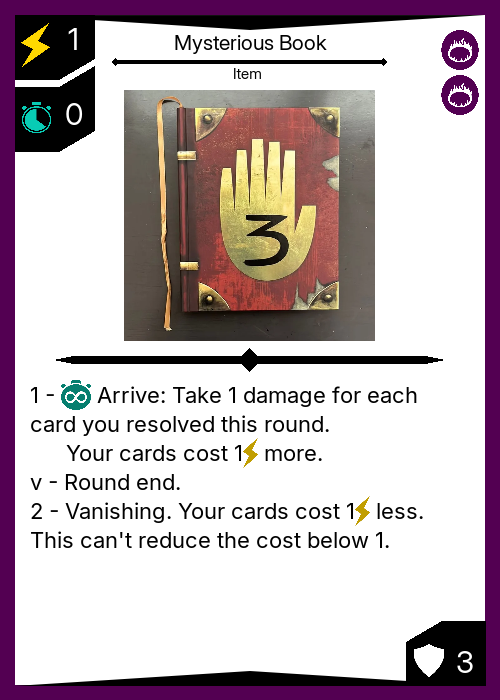 1
Mysterious Book
Item
0
3
1 - Arrive: Take 1 damage for each
card you resolved this round.
Your cards cost 1 more.
v - Round end.
2 - Vanishing. Your cards cost 1 less.
This can't reduce the cost below 1.
3